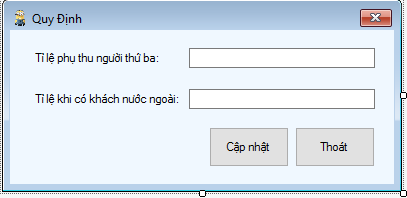 Quy Định
Tỉ lệ phụ thu người thứ ba:
Tỉ lệ khi có khách nước ngoài:
Cập nhật
Thoát